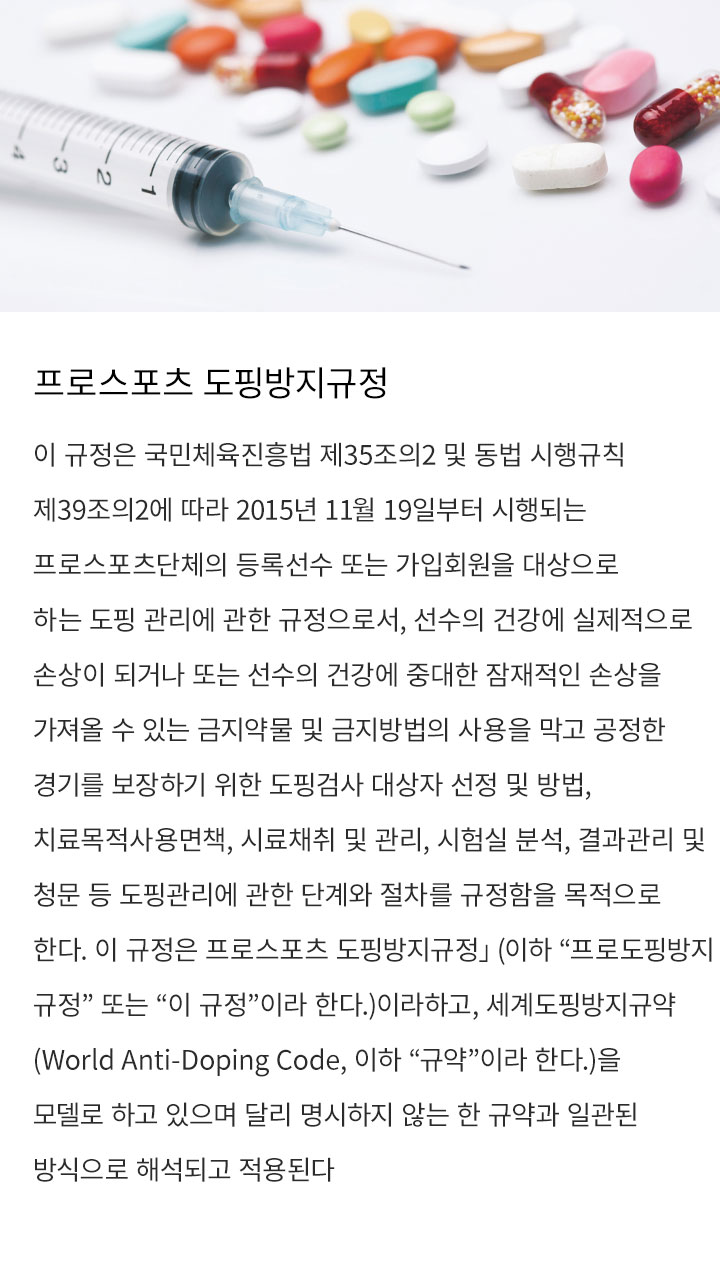 4 3 2 1
프로스포츠 도핑방지규정
이 규정은 국민체육진흥법 제35조의2 및 동법 시행규칙
제39조의2에 따라 2015년 11월 19일부터 시행되는
프로스포츠단체의 등록선수 또는 가입회원을 대상으로
하는 도핑 관리에 관한 규정으로서, 선수의 건강에 실제적으로
손상이 되거나 또는 선수의 건강에 중대한 잠재적인 손상을
가져올 수 있는 금지약물 및 금지방법의 사용을 막고 공정한
경기를 보장하기 위한 도핑검사 대상자 선정 및 방법,
치료목적사용면책, 시료채취 및 관리, 시험실 분석, 결과관리 및
청문 등 도핑관리에 관한 단계와 절차를 규정함을 목적으로
한다. 이 규정은 프로스포츠 도핑방지규정」 (이하 “프로도핑방지
규정” 또는 “이 규정”이라 한다.)이라하고, 세계도핑방지규약
(World Anti-Doping Code, 이하 “규약”이라 한다.)을
모델로 하고 있으며 달리 명시하지 않는 한 규약과 일관된
방식으로 해석되고 적용된다